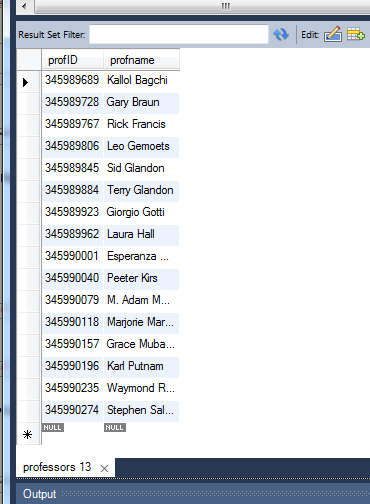 Result Set Filter: Edit:
profID profname
345989689 Kallol Bagchi
345989728 Gary Braun
345989767 Rick Francis
345989806 Leo Gemoets
345989845 Sid Glandon
345989884 Terry Glandon
345989923 Giorgio Gotti
345989962 Laura Hall
345990001 Esperanza ...
345990040 Peeter Kirs
345990079 M. Adam M...
345990118 Marjorie Mar...
345990157 Grace Muba...
345990196 Karl Putnam
345990235 Waymond R...
345990274 Stephen Sal...
NULL NULL
professors 13
Output